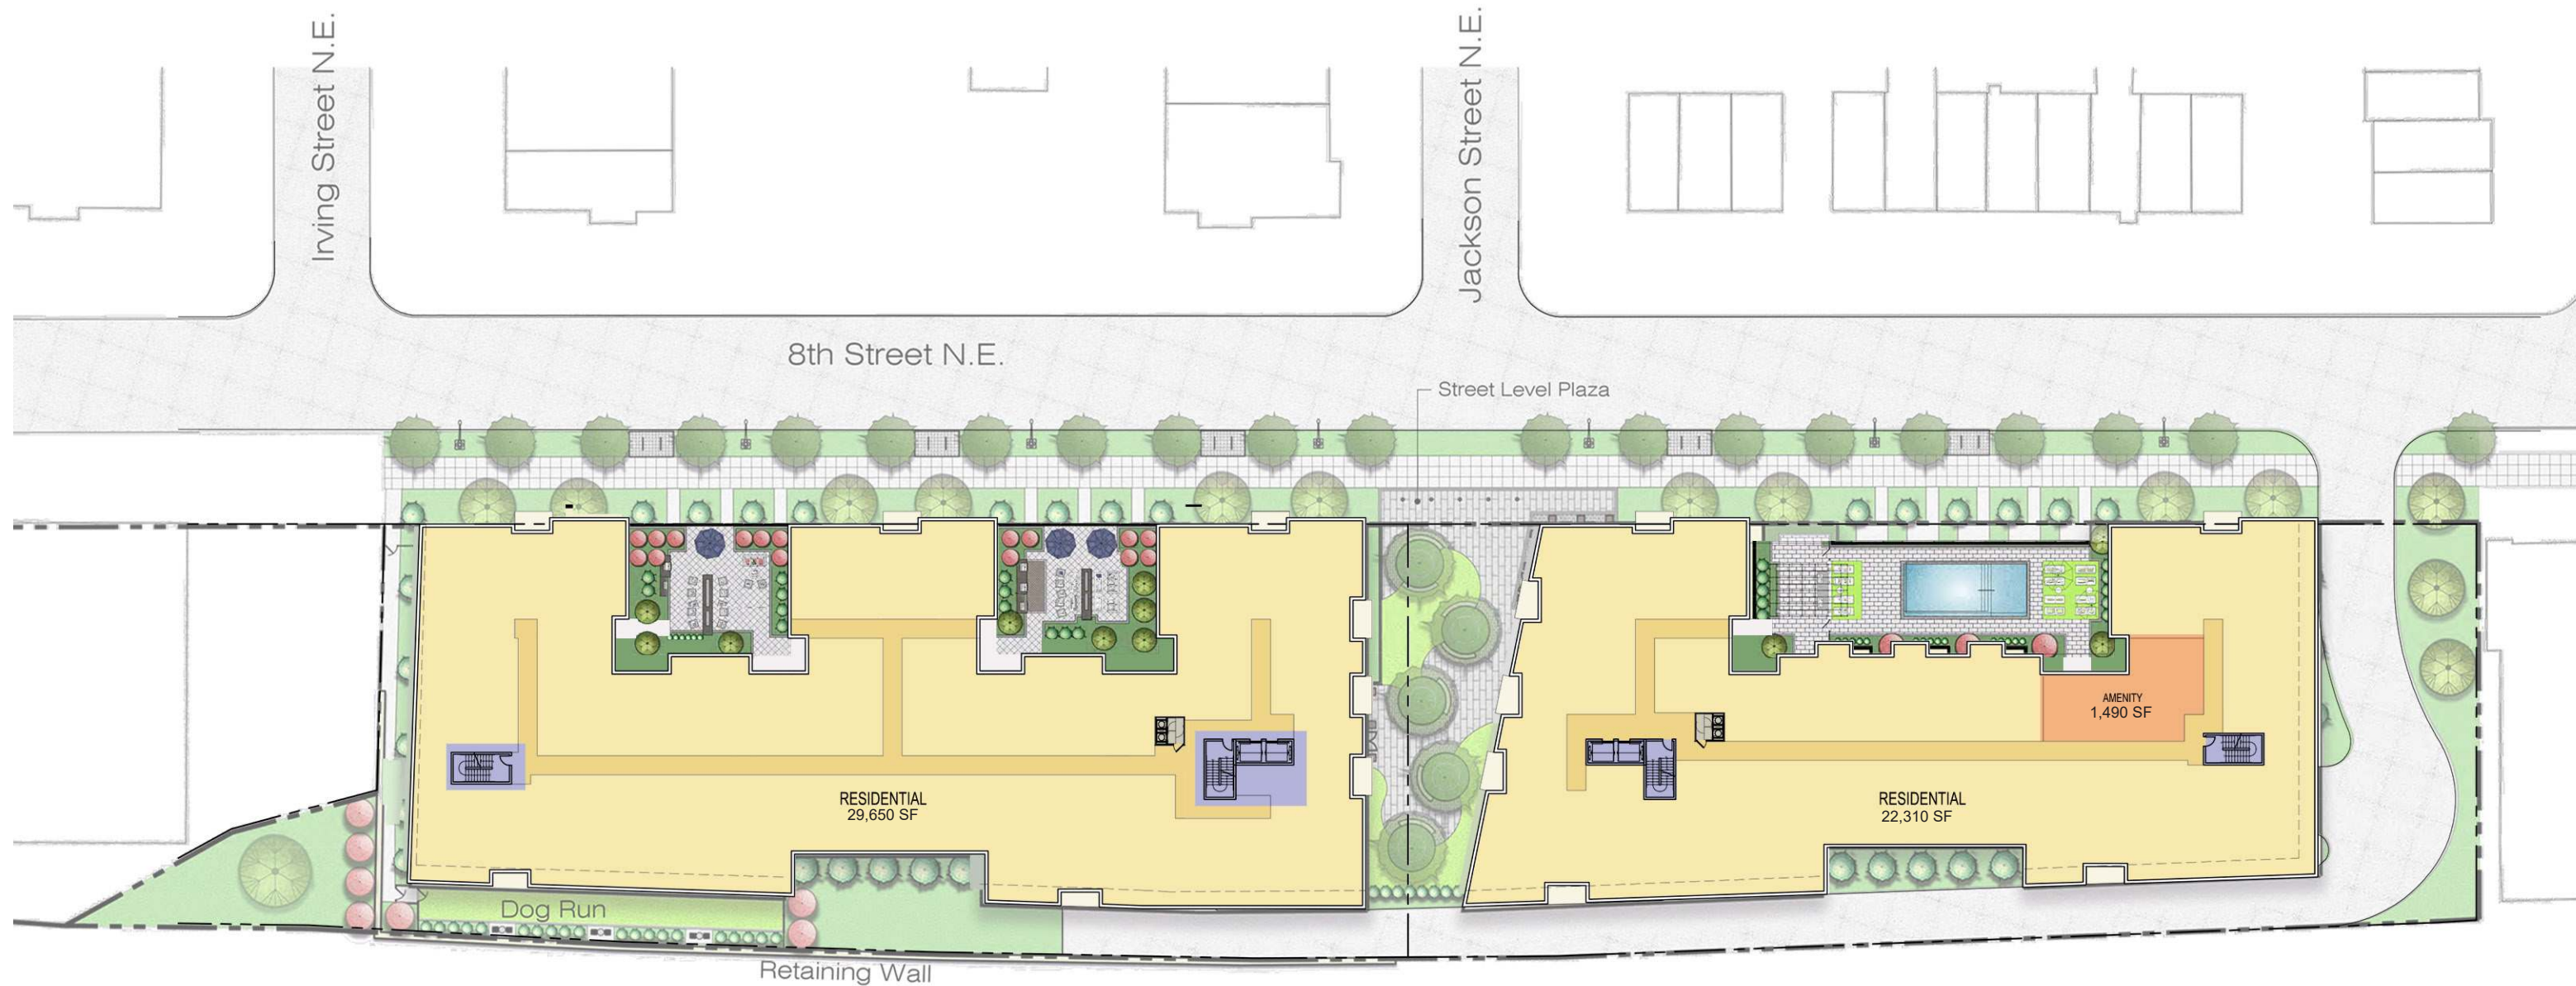 Irving Street N.E.
Jackson Street N.E.
8th Street N.E.
Street Level Plaza
AMENITY
1,490 SF
RESIDENTIAL
29,650 SF
RESIDENTIAL
22,310 SF
Dog Run
Retaining Wall